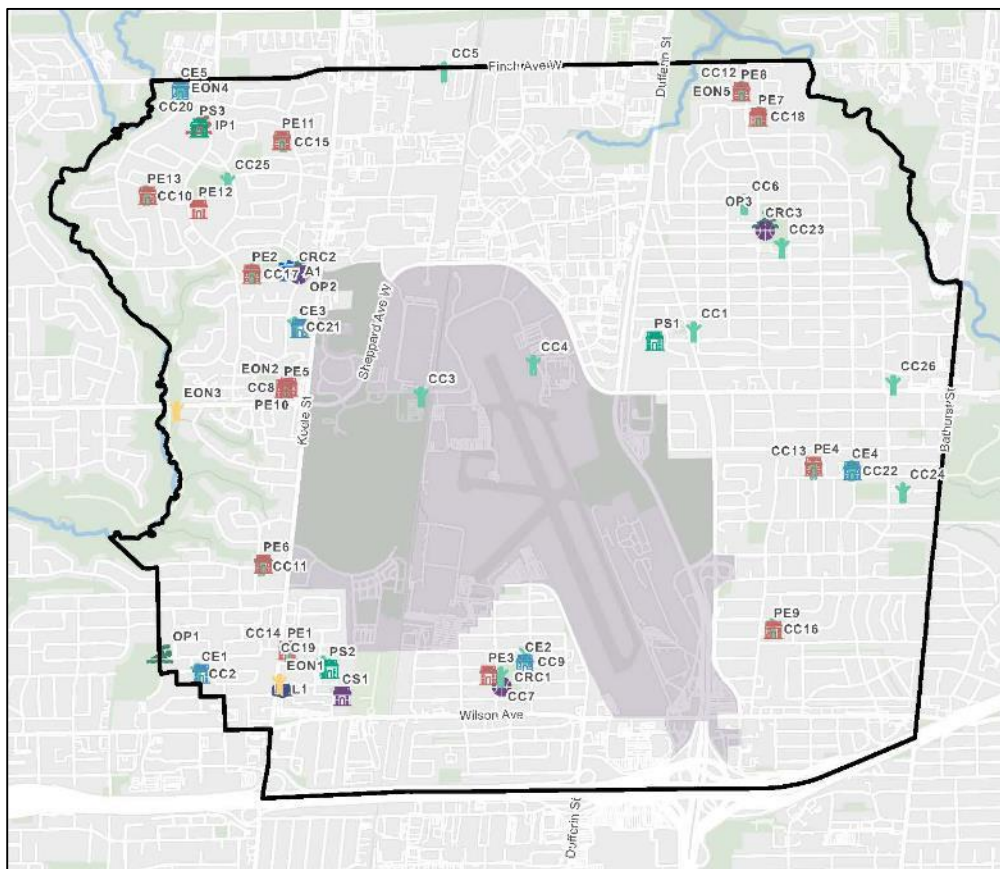 CC5
Finch Ave W
Dufferin St
CE5
EON4
CC12
PE8
EON5
PE7
CC18
CC20
PS3
IP1
PE11
CC15
CC25
PE13
CC10
PE12
CC6
OP3
CRC3
CC23
PE2
CC17
CRC2
A1
OP2
CE3
CC21
Sheppard Ave W
PS1
CC1
CC4
EON2
PE5
CC8
PE10
CC3
CC26
EON3
Keele St
Bathurst St
CC13
PE4
CE4
CC22
CC24
PE6
CC11
PE9
CC16
OP1
CE1
CC2
CC14
PE1
CC19
EON1
L1
PS2
CS1
PE3
CE2
CC9
CRC1
CC7
Wilson Ave
Dufferin St